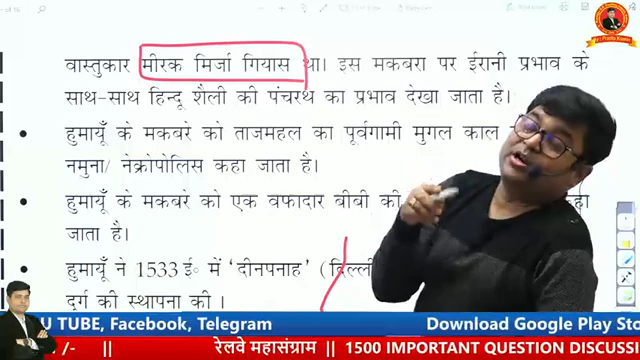 वास्तुकार मीरक मिर्जा गियास था। इस मकबरा पर ईरानी प्रभाव के
साथ-साथ हिन्दू शैली की पंचरथ का प्रभाव देखा जाता है।
हुमायूँ के मकबरे को ताजमहल का पूर्वगामी मुगल काल
नमुना/ नेक्रोपोलिस कहा जाता है।
हुमायूँ के मकबरे को एक वफादार बीबी की
जाता है।
हुमायूँ ने 1533 ई॰ में 'दीनपनाह' (दिल्ली
दुर्ग की स्थापना की।
U TUBE, Facebook, Telegram Download Google Play Sto
/- || रेलवे महासंग्राम || 1500 IMPORTANT QUESTION DISCUSSI